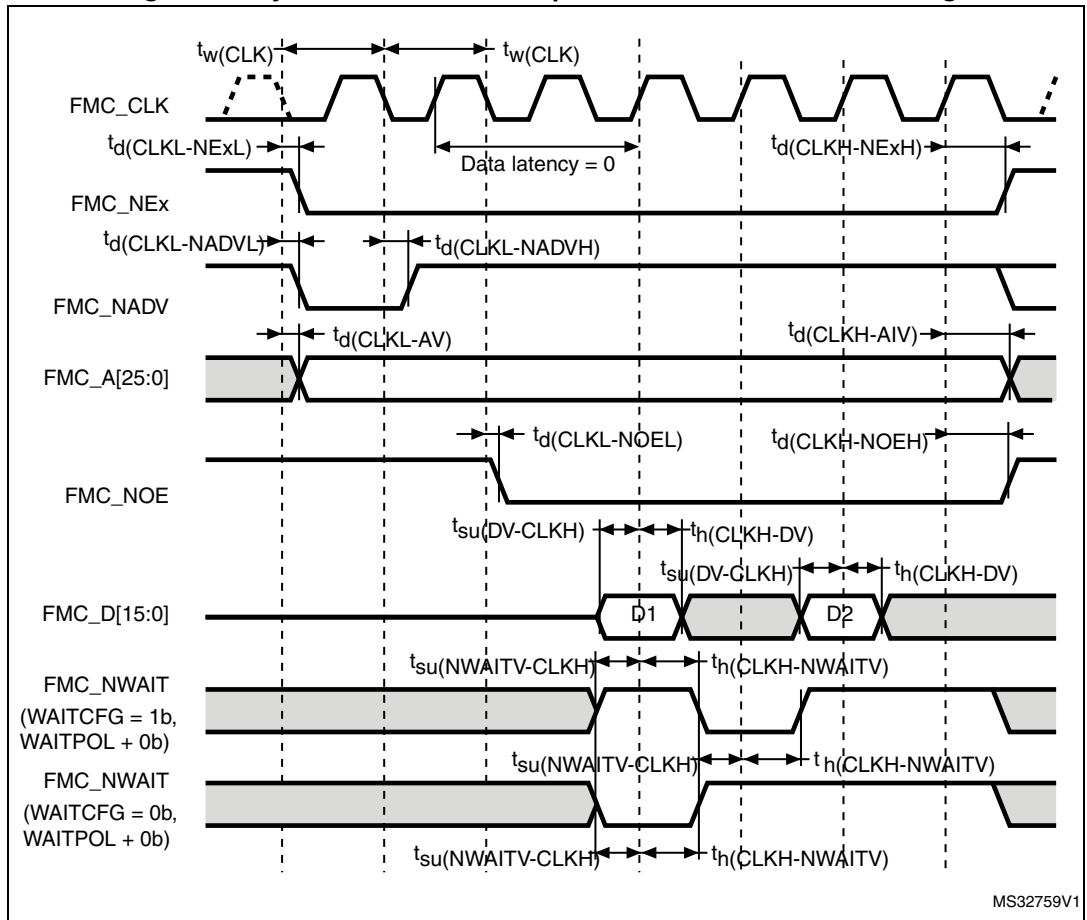 tw(CLK) tw(CLK)
FMC_CLK
td(CLKL-NExL) Data latency = 0 td(CLKH-NExH)
FMC_NEx
td(CLKL-NADVL) td(CLKL-NADVH)
FMC_NADV
td(CLKL-AV) td(CLKH-AIV)
FMC_A[25:0]
td(CLKL-NOEL) td(CLKH-NOEH)
FMC_NOE
tsu(DV-CLKH) th(CLKH-DV)
tsu(DV-CLKH) th(CLKH-DV)
FMC_D[15:0] D1 D2
tsu(NWAITV-CLKH) th(CLKH-NWAITV)
FMC_NWAIT
(WAITCFG = 1b,
WAITPOL + 0b)
tsu(NWAITV-CLKH) th(CLKH-NWAITV)
FMC_NWAIT
(WAITCFG = 0b,
WAITPOL + 0b)
tsu(NWAITV-CLKH) th(CLKH-NWAITV)
MS32759V1